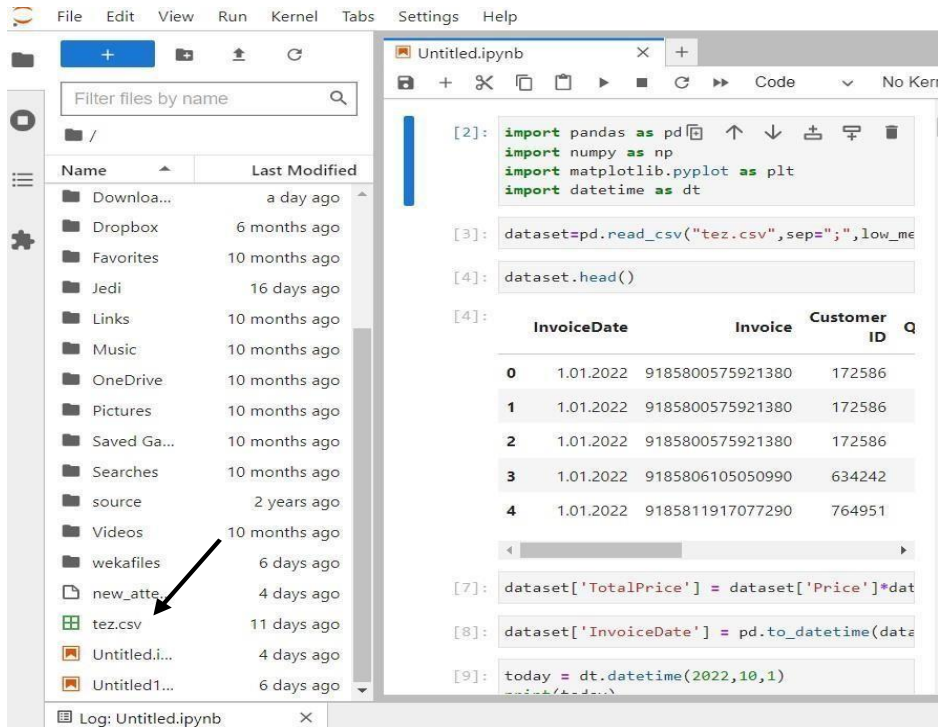 File Edit View Run Kernel Tabs Settings Help
+
Filter files by name
/
Name Last Modified
Downloa... a day ago
Dropbox 6 months ago
Favorites 10 months ago
Jedi 16 days ago
Links 10 months ago
Music 10 months ago
OneDrive 10 months ago
Pictures 10 months ago
Saved Ga... 10 months ago
Searches 10 months ago
source 2 years ago
Videos 10 months ago
wekafiles 6 days ago
new_atte... 4 days ago
tez.csv 11 days ago
Untitled.i... 4 days ago
Untitled1... 6 days ago
Untitled.ipynb
Code No Kern
[2]: import pandas as pd
import numpy as np
import matplotlib.pyplot as plt
import datetime as dt
[3]: dataset=pd.read_csv("tez.csv",sep=";",low_me
[4]: dataset.head()
[4]:
InvoiceDate Invoice Customer ID Q
0 1.01.2022 9185800575921380 172586
1 1.01.2022 9185800575921380 172586
2 1.01.2022 9185800575921380 172586
3 1.01.2022 9185806105050990 634242
4 1.01.2022 9185811917077290 764951
[7]: dataset['TotalPrice'] = dataset['Price']*dat
[8]: dataset['InvoiceDate'] = pd.to_datetime(data
[9]: today = dt.datetime(2022,10,1)
Log: Untitled.ipynb